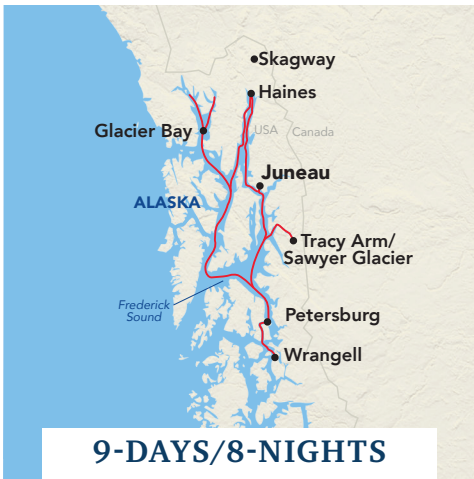 Skagway
Haines
Glacier Bay
USA
Canada
Juneau
ALASKA
Tracy Arm/
Sawyer Glacier
Frederick
Sound
Petersburg
Wrangell
9-DAYS/8-NIGHTS